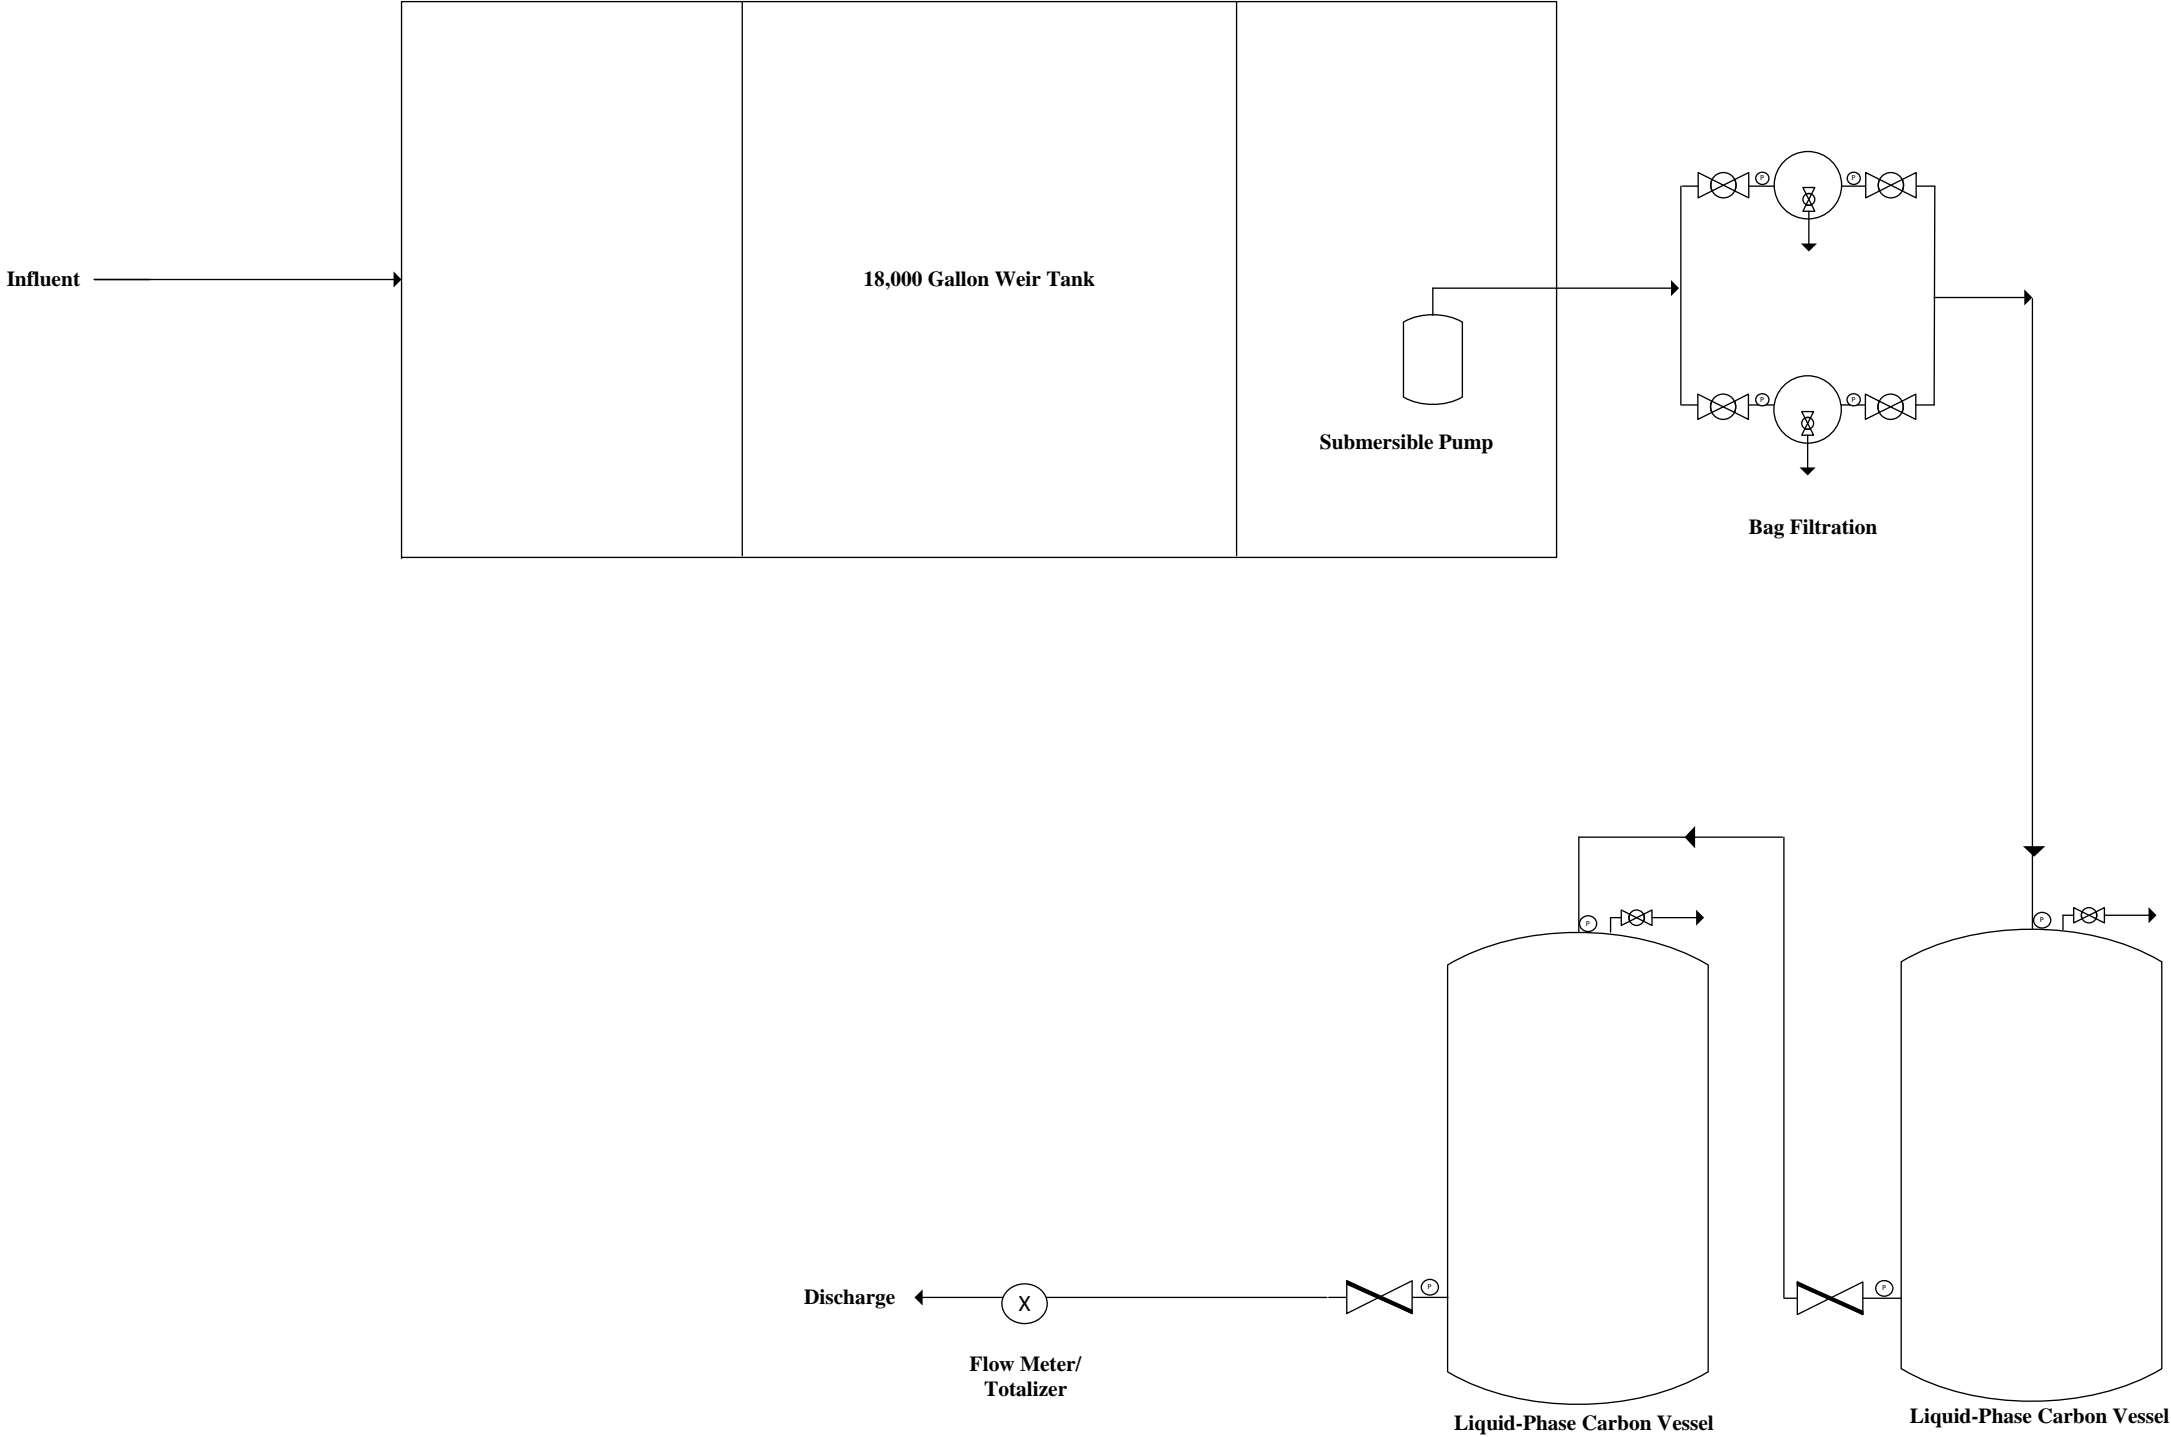 P
P
Influent
18,000 Gallon Weir Tank
P
P
Submersible Pump
Bag Filtration
P
P
P
P
Discharge
X
Flow Meter/
Totalizer
Liquid-Phase Carbon Vessel
Liquid-Phase Carbon Vessel